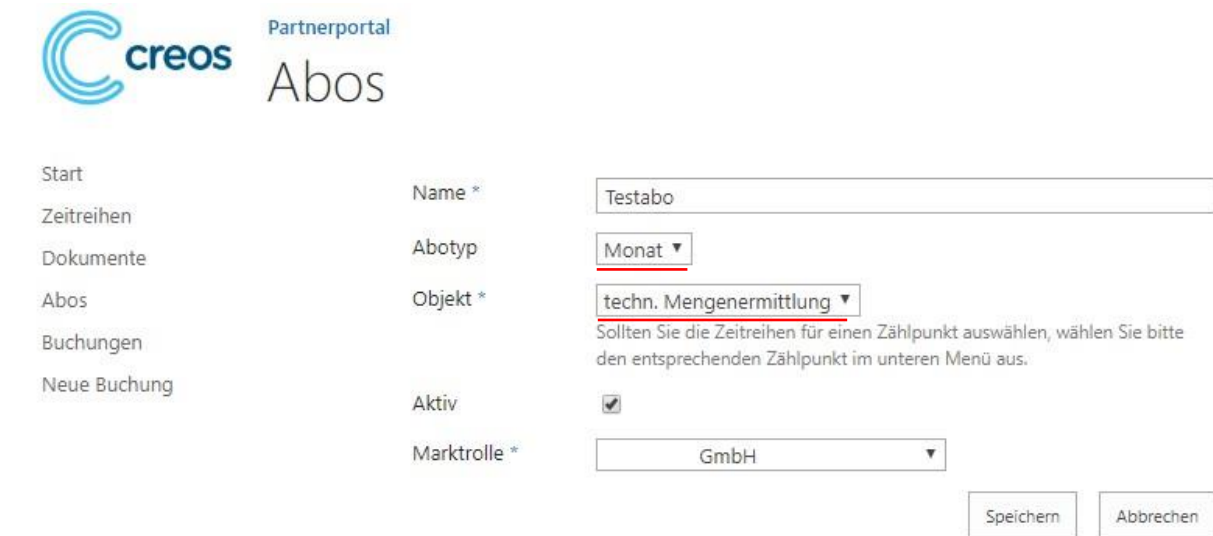 creos
Partnerportal
Abos
Start
Zeitreihen
Dokumente
Abos
Buchungen
Neue Buchung
Name *
Testabo
Abotyp
Monat
Objekt *
techn. Mengenermittlung
Sollten Sie die Zeitreihen für einen Zählpunkt auswählen, wählen Sie bitte
den entsprechenden Zählpunkt im unteren Menü aus.
Aktiv
Marktrolle *
GmbH
Speichern
Abbrechen